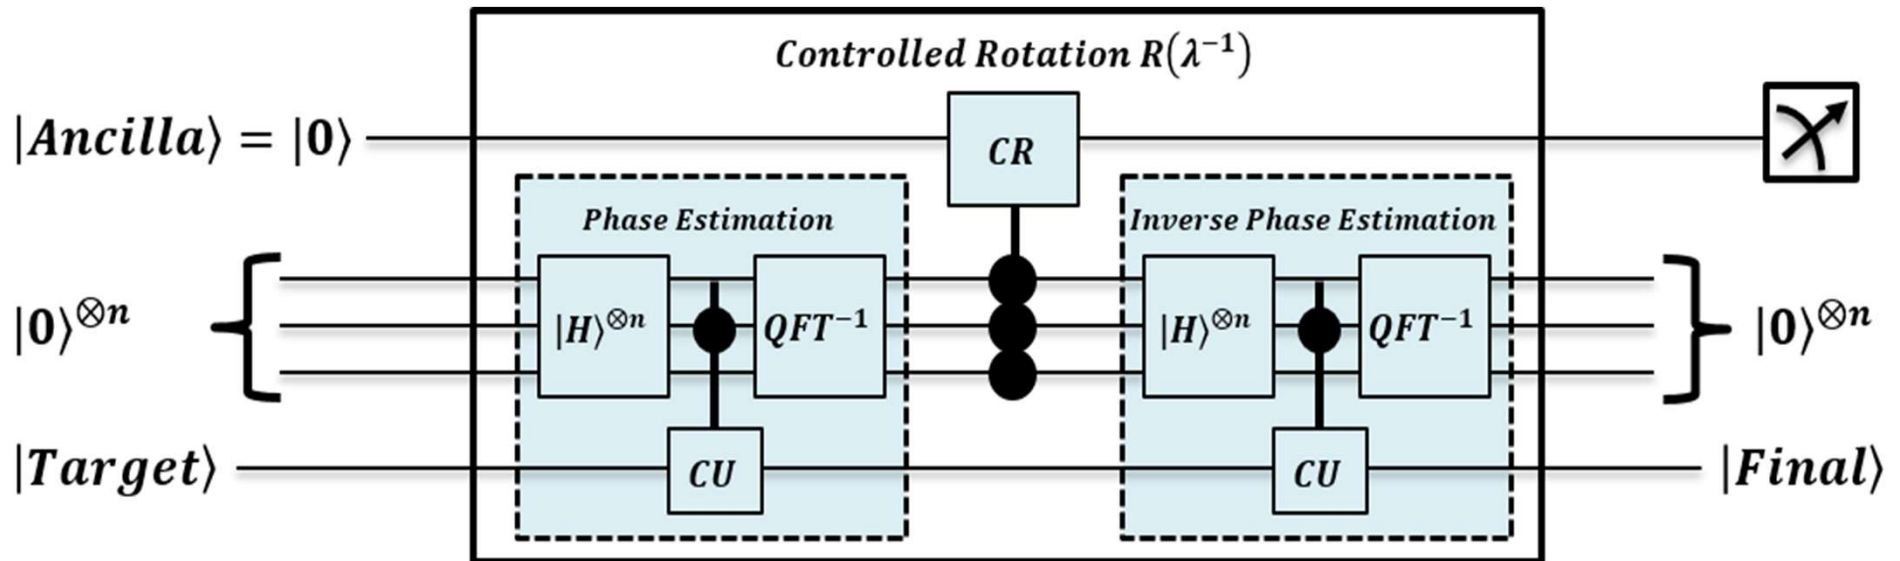 Controlled Rotation R(λ⁻¹)
|Ancilla⟩ = |0⟩
CR
Phase Estimation
Inverse Phase Estimation
|0⟩⊗ⁿ
|H⟩⊗ⁿ
QFT⁻¹
|H⟩⊗ⁿ
QFT⁻¹
|0⟩⊗ⁿ
|Target⟩
CU
CU
|Final⟩